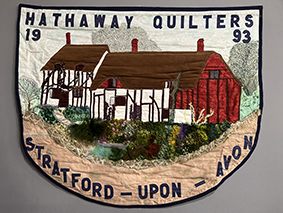 HATHAWAY QUILTERS
19 93
STRATFORD – UPON – AVON